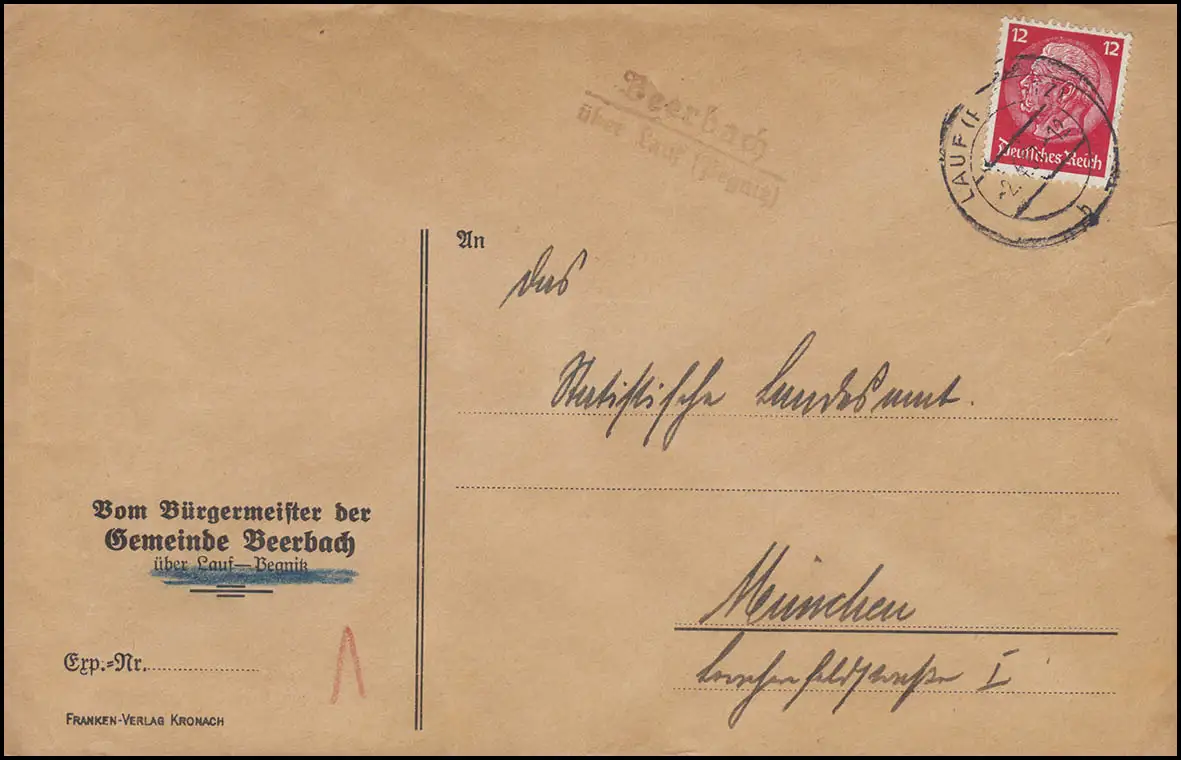 12 12
Deutsches Reich
LAUF (P
Beerbach
über Lauf (Pegnitz)
An
das
Statistische Landesamt.
München
I
Vom Bürgermeister der
Gemeinde Beerbach
über Lauf—Pegnitz
Exp.=Nr.
FRANKEN-VERLAG KRONACH